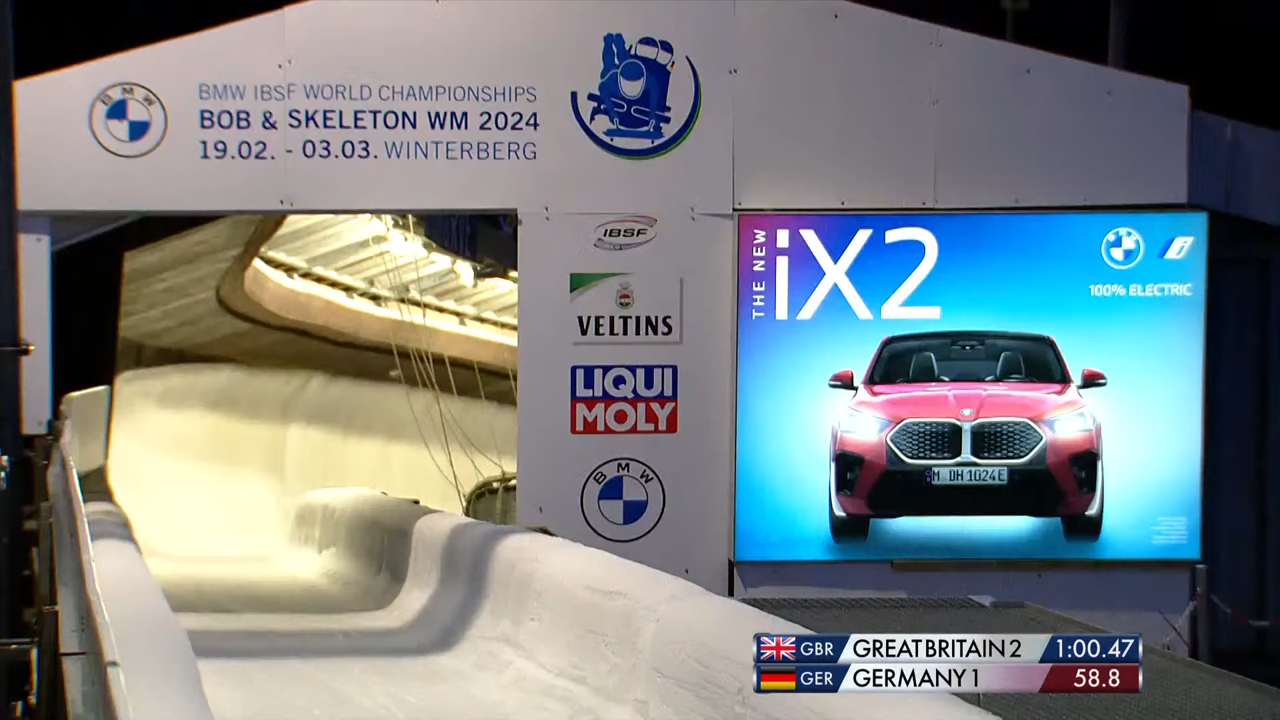 BMW
BMW IBSF WORLD CHAMPIONSHIPS
BOB & SKELETON WM 2024
19.02. - 03.03. WINTERBERG
IBSF
VELTINS
LIQUI
MOLY
BMW
THE NEW
iX2
100% ELECTRIC
M DH 1024E
GBR GREAT BRITAIN 2 1:00.47
GER GERMANY 1 58.8